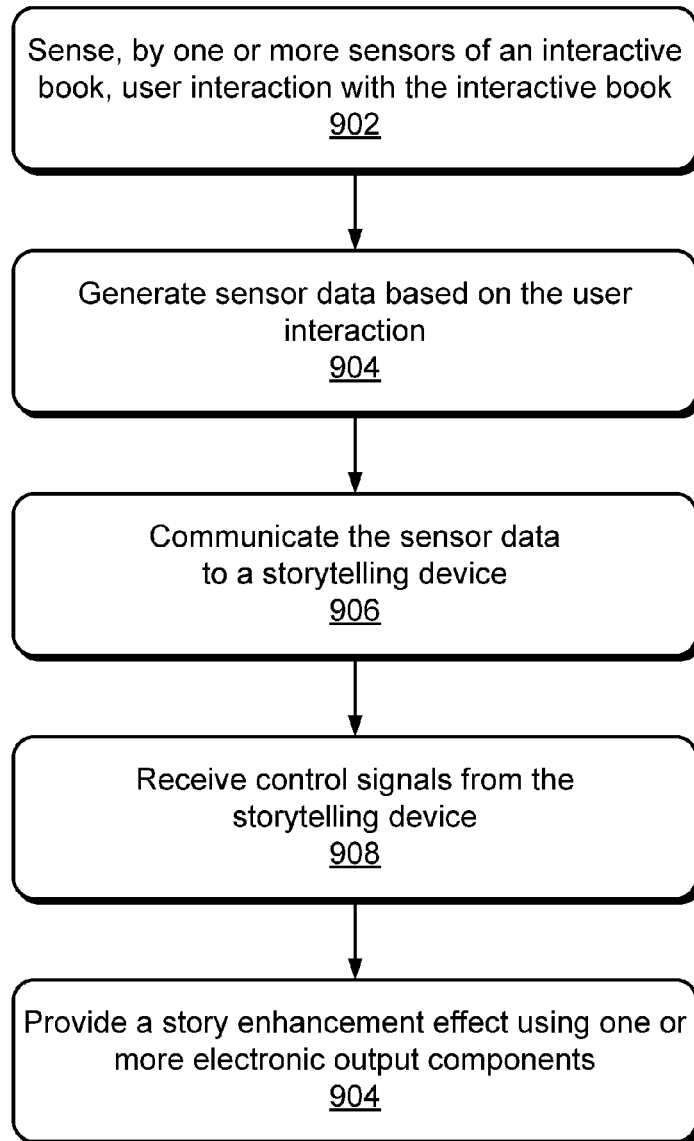 Sense, by one or more sensors of an interactive
book, user interaction with the interactive book
902
Generate sensor data based on the user
interaction
904
Communicate the sensor data
to a storytelling device
906
Receive control signals from the
storytelling device
908
Provide a story enhancement effect using one or
more electronic output components
904